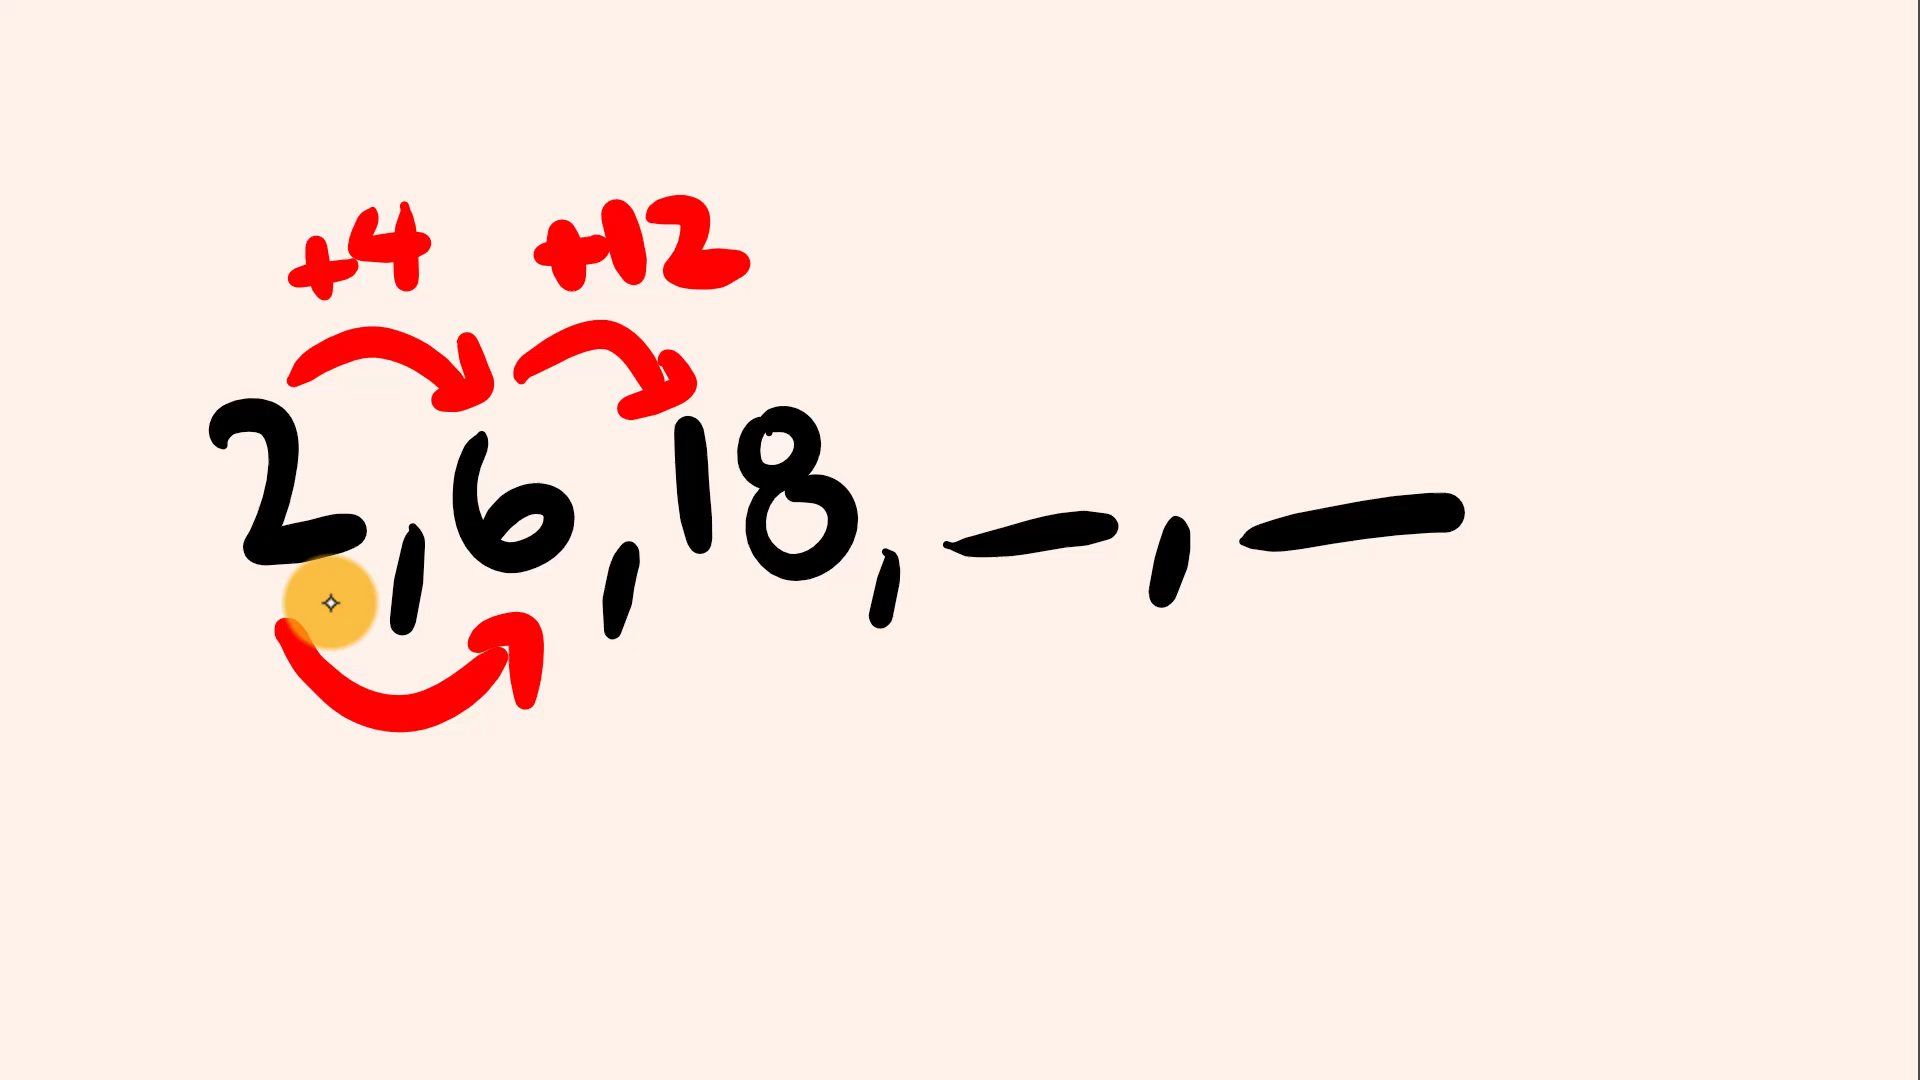 +4 +12
2, 6, 18, __, __